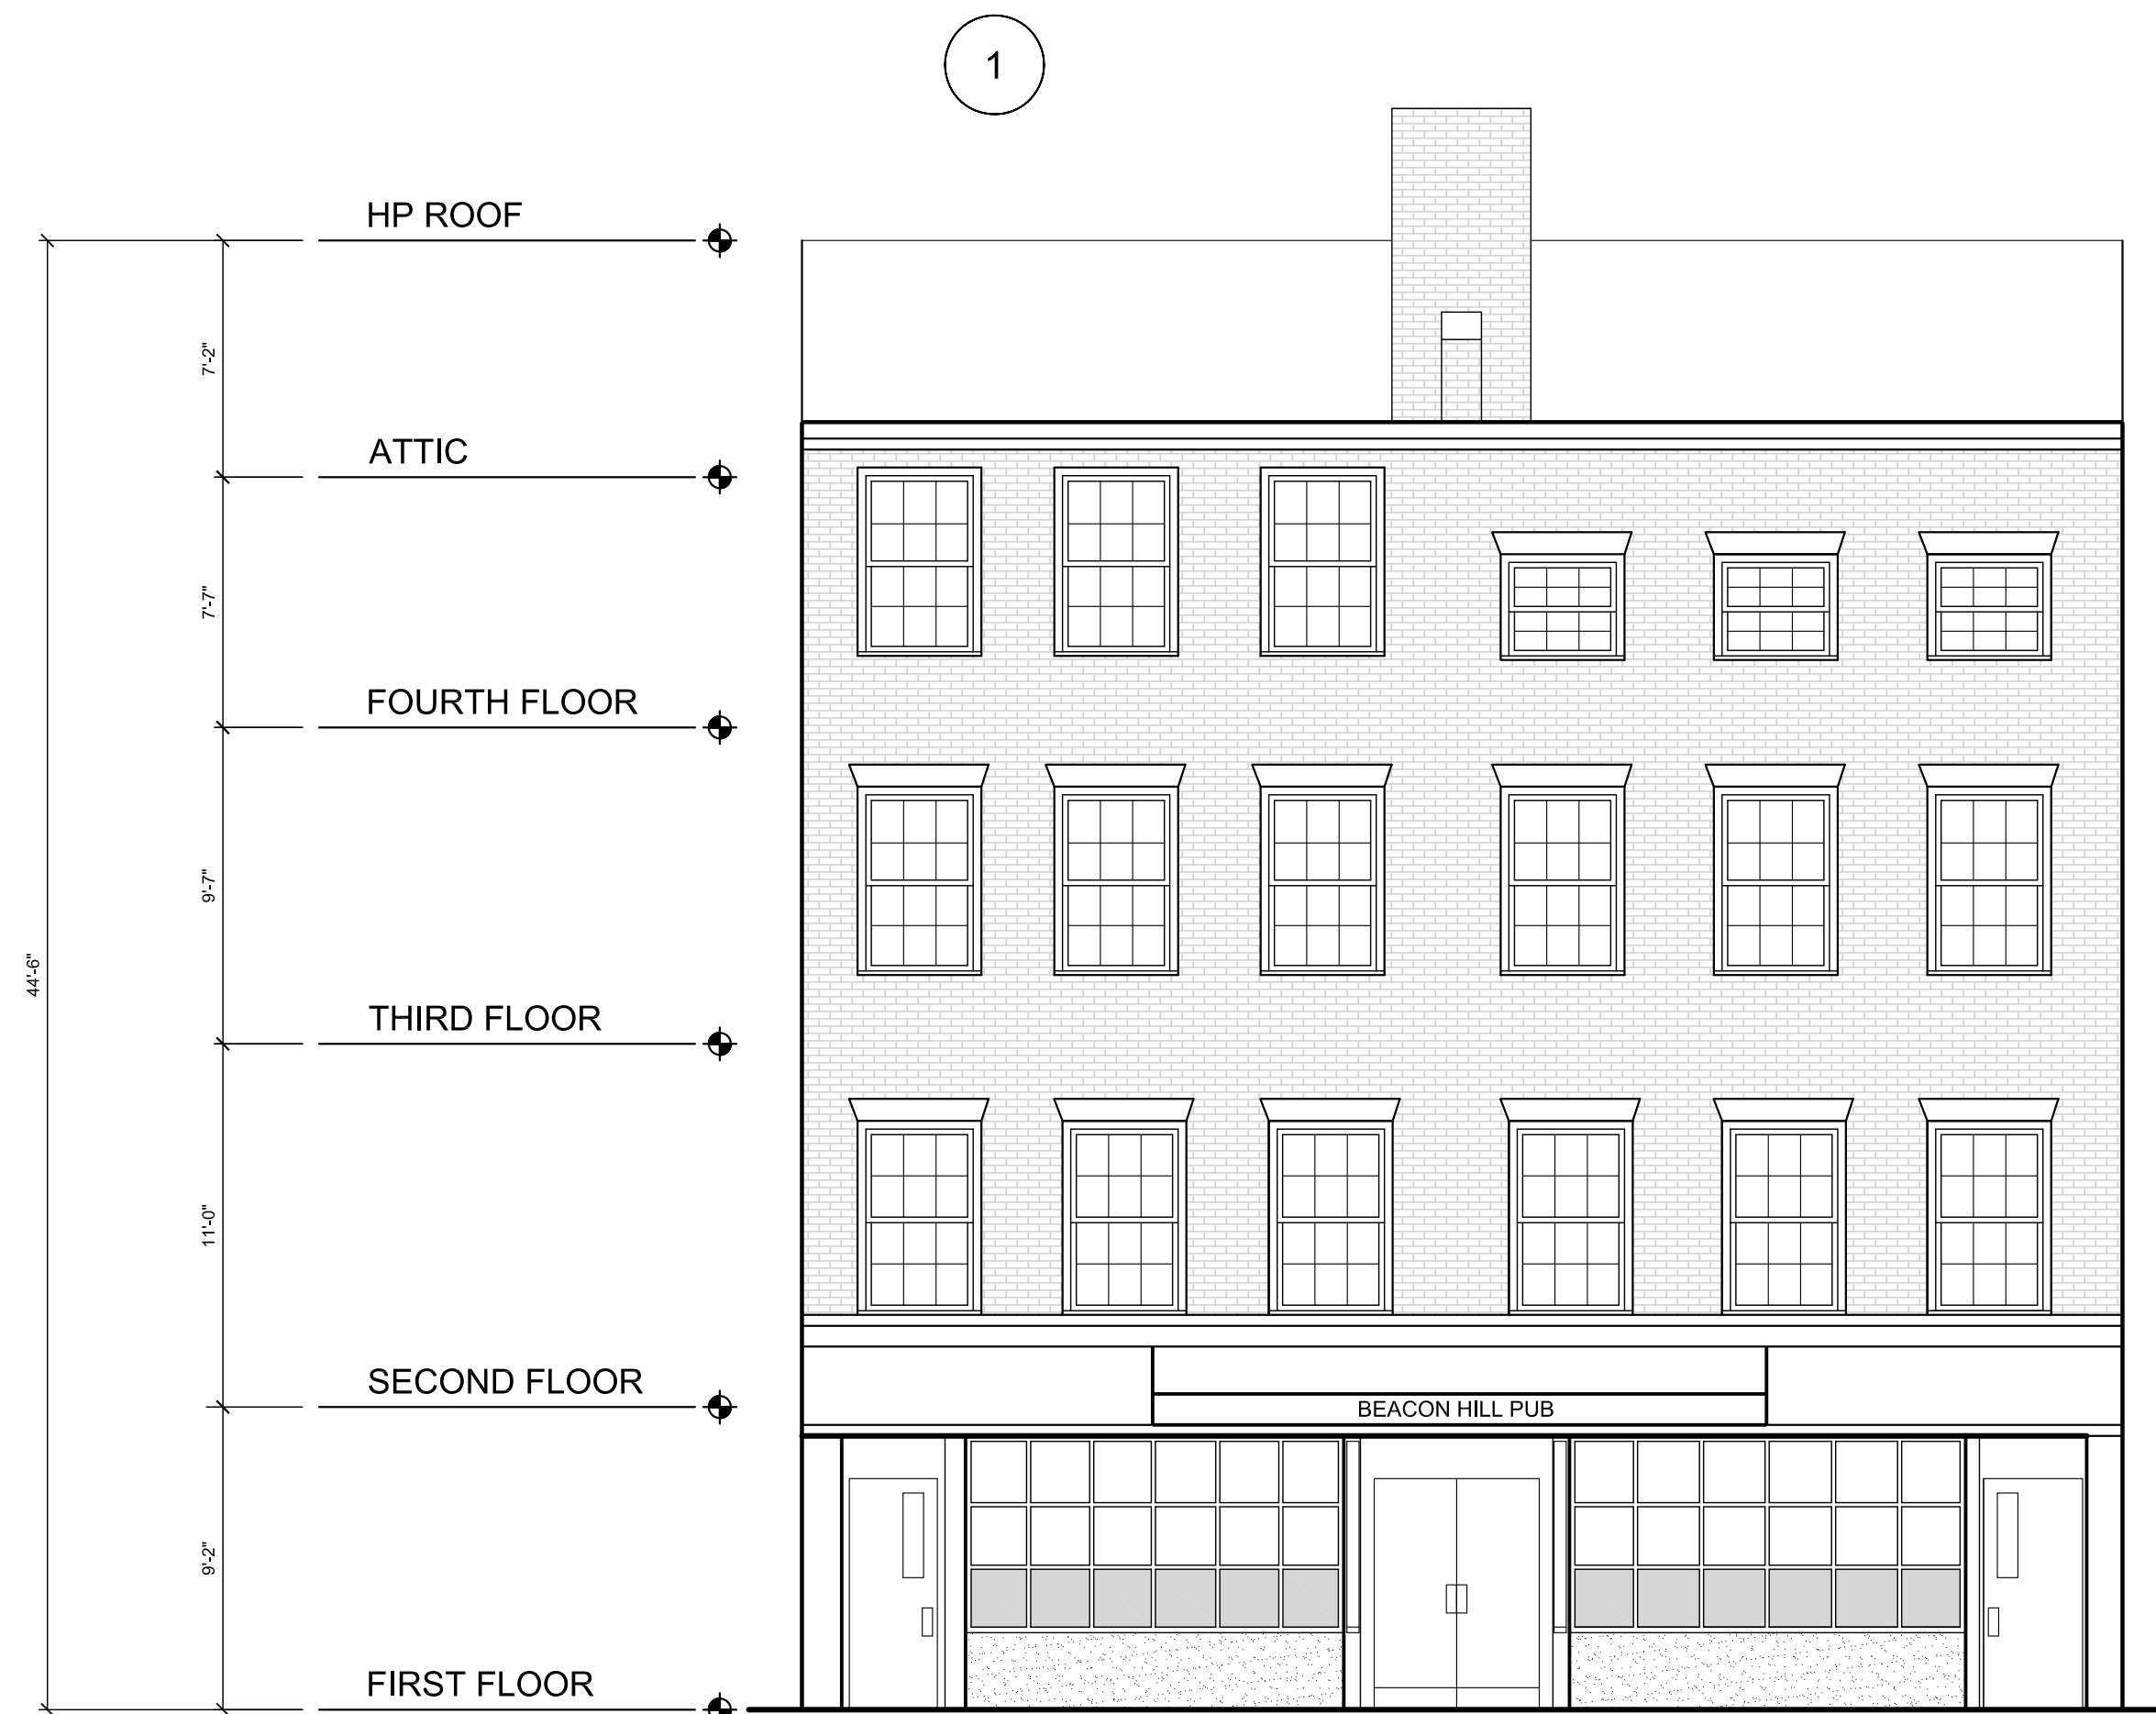 1
HP ROOF
7'-2"
ATTIC
7'-7"
FOURTH FLOOR
9'-7"
44'-6"
THIRD FLOOR
11'-0"
SECOND FLOOR
BEACON HILL PUB
9'-2"
FIRST FLOOR